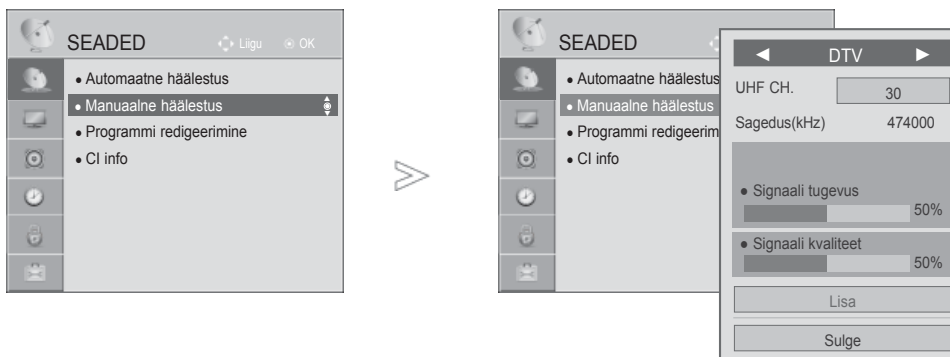 SEADED Liigu OK
• Automaatne häälestus
• Manuaalne häälestus
• Programmi redigeerimine
• CI info
SEADED
• Automaatne häälestus
• Manuaalne häälestus
• Programmi redigeerim
• CI info
◄ DTV ►
UHF CH. 30
Sagedus(kHz) 474000
• Signaali tugevus
50%
• Signaali kvaliteet
50%
Lisa
Sulge